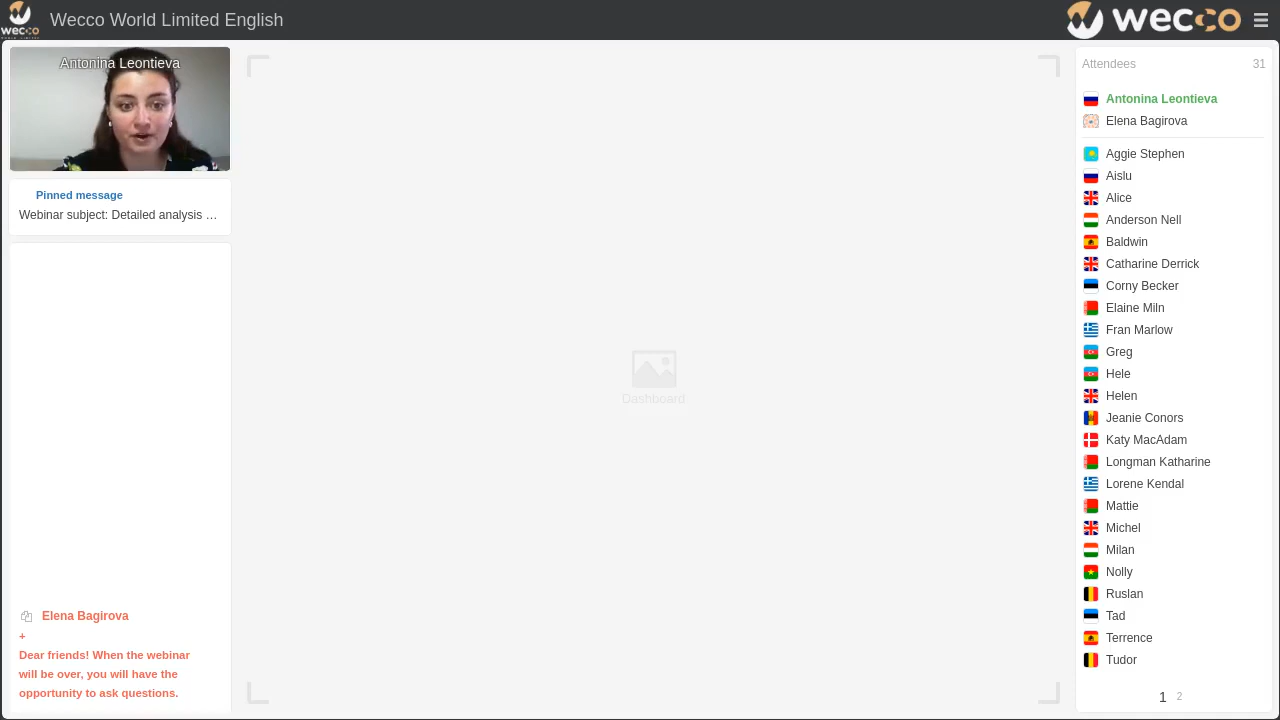 wecco
Wecco World Limited English
wecco
Antonina Leontieva
Pinned message
Webinar subject: Detailed analysis …
Elena Bagirova
+
Dear friends! When the webinar
will be over, you will have the
opportunity to ask questions.
Dashboard
Attendees 31
Antonina Leontieva
Elena Bagirova
Aggie Stephen
Aislu
Alice
Anderson Nell
Baldwin
Catharine Derrick
Corny Becker
Elaine Miln
Fran Marlow
Greg
Hele
Helen
Jeanie Conors
Katy MacAdam
Longman Katharine
Lorene Kendal
Mattie
Michel
Milan
Nolly
Ruslan
Tad
Terrence
Tudor
1 2